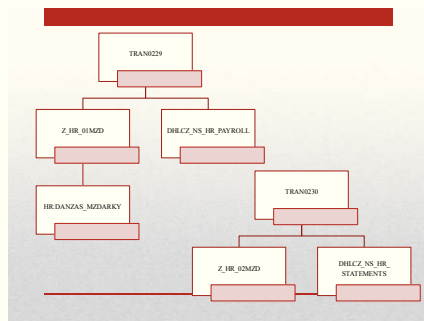 TRAN0229
Z_HR_01MZD
DHLCZ_NS_HR_PAYROLL
HR:DANZAS_MZDARKY
TRAN0230
Z_HR_02MZD
DHLCZ_NS_HR_
STATEMENTS